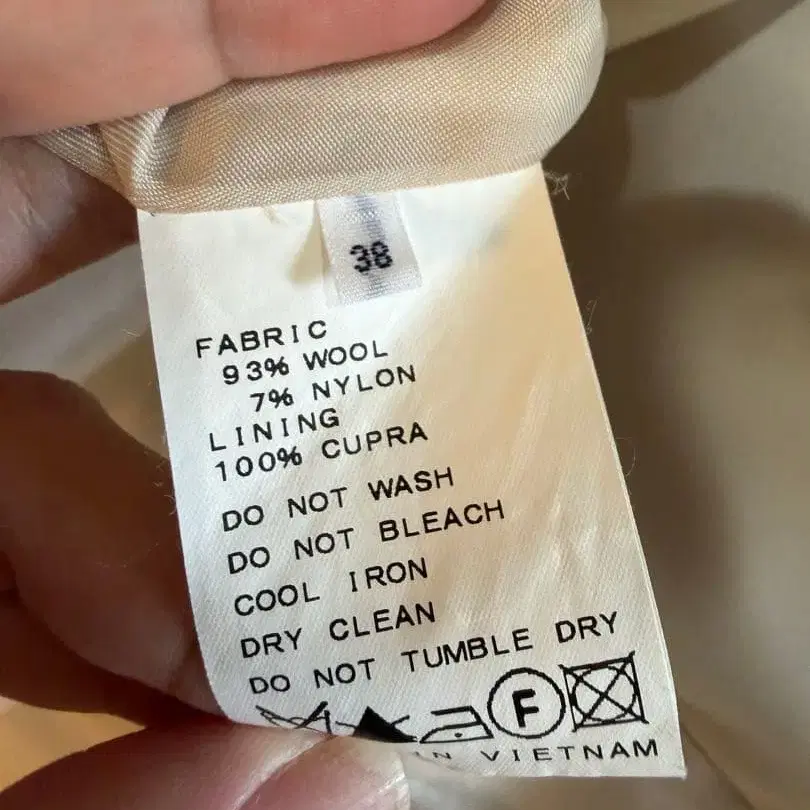 38
FABRIC
93% WOOL
7% NYLON
LINING
100% CUPRA
DO NOT WASH
DO NOT BLEACH
COOL IRON
DRY CLEAN
DO NOT TUMBLE DRY
F
VIETNAM